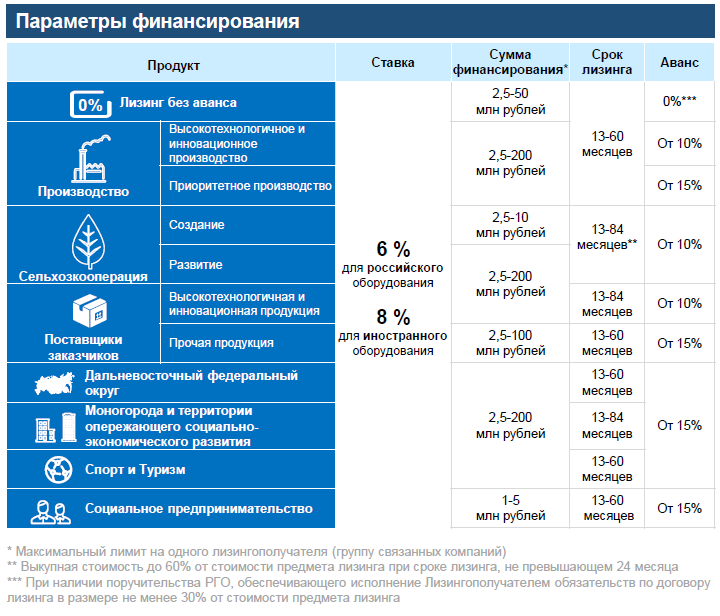 Параметры финансирования
Продукт
Ставка
Сумма
финансирования*
Срок
лизинга
Аванс
0%
Лизинг без аванса
2,5-50
млн рублей
0%***
Производство
Высокотехнологичное и
инновационное
производство
2,5-200
млн рублей
13-60
месяцев
От 10%
Приоритетное производство
От 15%
Сельхозкооперация
Создание
2,5-10
млн рублей
13-84
месяцев**
От 10%
Развитие
6 %
для российского
оборудования
8 %
для иностранного
оборудования
2,5-200
млн рублей
Поставщики
заказчиков
Высокотехнологичная и
инновационная продукция
13-84
месяцев
От 10%
Прочая продукция
2,5-100
млн рублей
13-60
месяцев
От 15%
Дальневосточный федеральный
округ
13-60
месяцев
Моногорода и территории
опережающего социально-
экономического развития
2,5-200
млн рублей
13-84
месяцев
От 15%
Спорт и Туризм
13-60
месяцев
Социальное предпринимательство
1-5
млн рублей
13-60
месяцев
От 15%
* Максимальный лимит на одного лизингополучателя (группу связанных компаний)
** Выкупная стоимость до 60% от стоимости предмета лизинга при сроке лизинга, не превышающем 24 месяца
*** При наличии поручительства РГО, обеспечивающего исполнение Лизингополучателем обязательств по договору
лизинга в размере не менее 30% от стоимости предмета лизинга